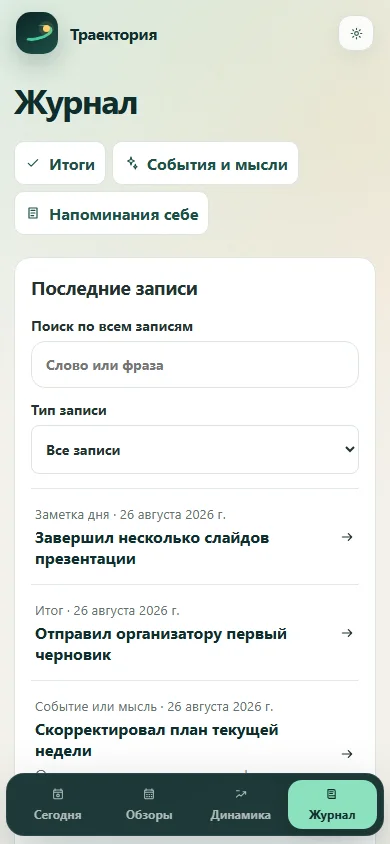 Траектория
Журнал
Итоги
События и мысли
Напоминания себе
Последние записи
Поиск по всем записям
Слово или фраза
Тип записи
Все записи
Заметка дня · 26 августа 2026 г.
Завершил несколько слайдов
презентации
Итог · 26 августа 2026 г.
Отправил организатору первый
черновик
Событие или мысль · 26 августа 2026 г.
Скорректировал план текущей
недели
Сегодня
Обзоры
Динамика
Журнал